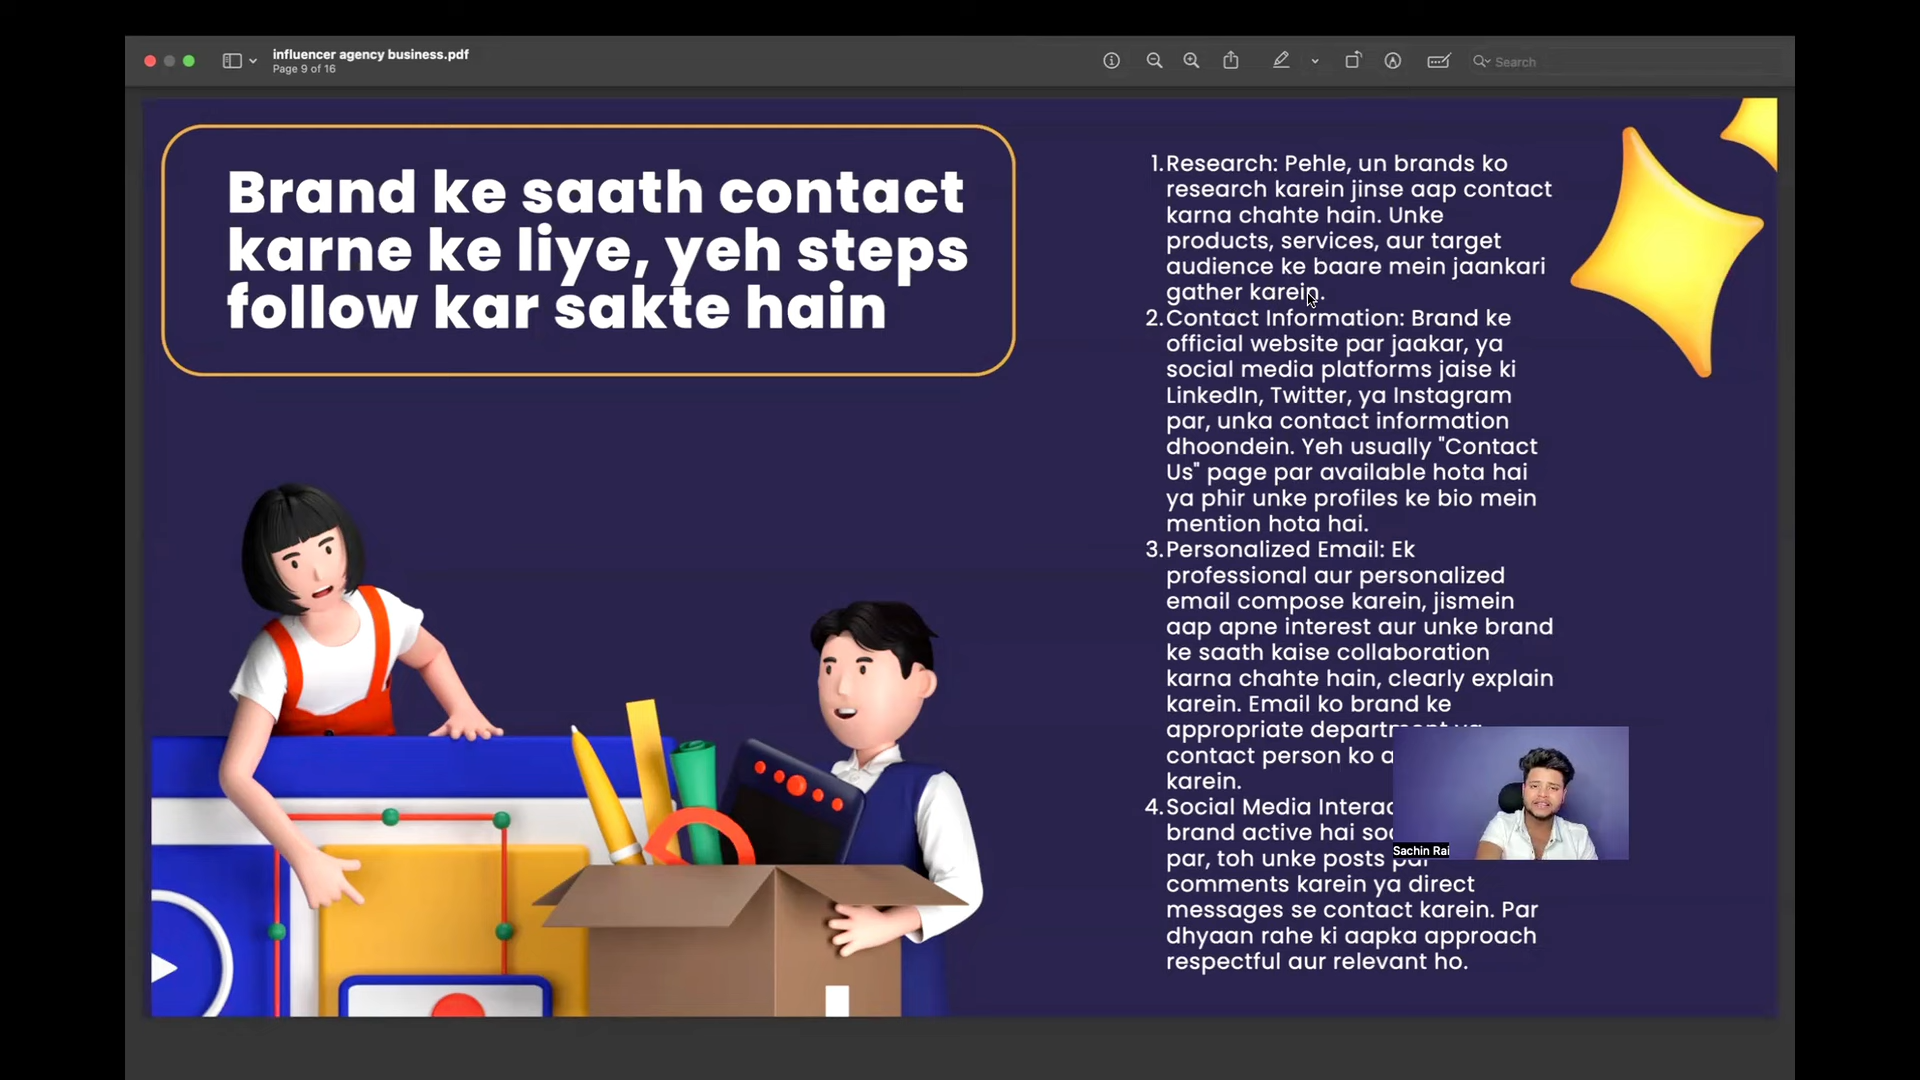 influencer agency business.pdf
Page 9 of 16
Search
Brand ke saath contact
karne ke liye, yeh steps
follow kar sakte hain
1. Research: Pehle, un brands ko
research karein jinse aap contact
karna chahte hain. Unke
products, services, aur target
audience ke baare mein jaankari
gather karein.
2. Contact Information: Brand ke
official website par jaakar, ya
social media platforms jaise ki
LinkedIn, Twitter, ya Instagram
par, unka contact information
dhoondein. Yeh usually "Contact
Us" page par available hota hai
ya phir unke profiles ke bio mein
mention hota hai.
3. Personalized Email: Ek
professional aur personalized
email compose karein, jismein
aap apne interest aur unke brand
ke saath kaise collaboration
karna chahte hain, clearly explain
karein. Email ko brand ke
appropriate department ya
contact person ko
karein.
4. Social Media
brand active hai
par, toh unke posts par
comments karein ya direct
messages se contact karein. Par
dhyaan rahe ki aapka approach
respectful aur relevant ho.
Sachin Rai